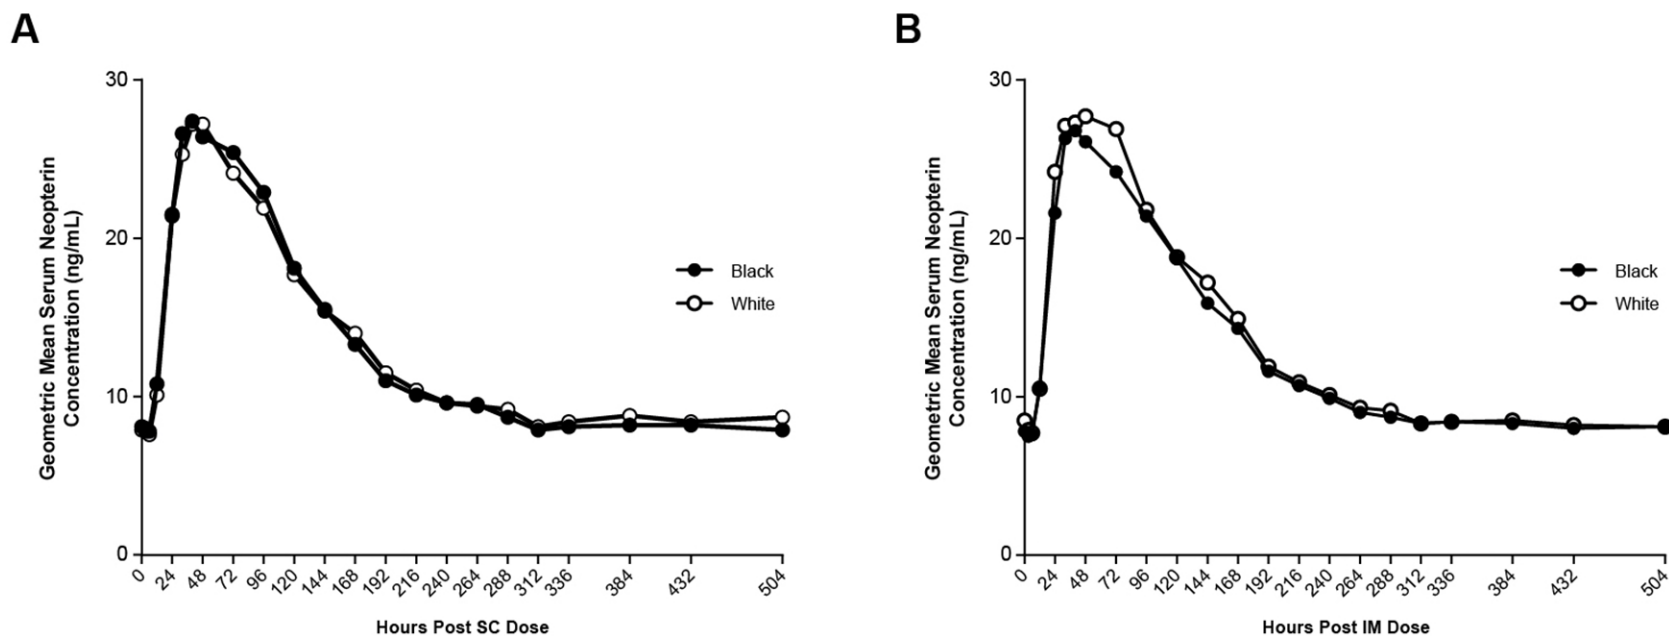 A
Geometric Mean Serum Neopterin
Concentration (ng/mL)
30
20
10
0
Black
White
0 24 48 72 96 120 144 168 192 216 240 264 288 312 336 384 432 504
Hours Post SC Dose
B
Geometric Mean Serum Neopterin
Concentration (ng/mL)
30
20
10
0
Black
White
0 24 48 72 96 120 144 168 192 216 240 264 288 312 336 384 432 504
Hours Post IM Dose